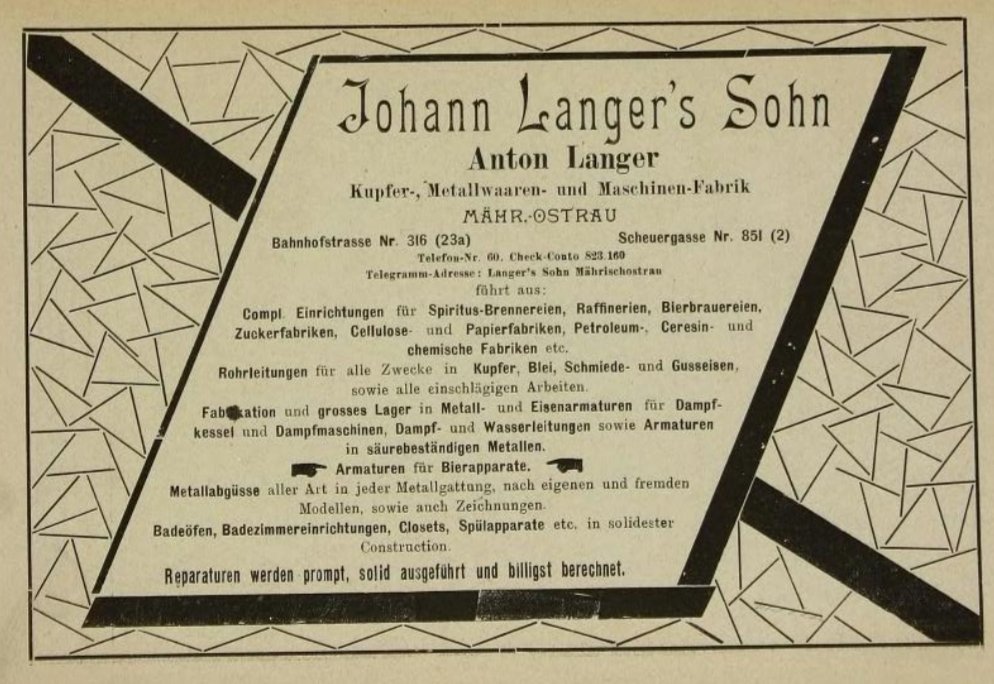 Johann Langer's Sohn
Anton Langer
Kupfer-, Metallwaaren- und Maschinen-Fabrik
MÄHR.-OSTRAU
Bahnhofstrasse Nr. 316 (23a) Scheuergasse Nr. 851 (2)
Telefon-Nr. 60. Check-Conto 823.160
Telegramm-Adresse: Langer's Sohn Mährischostrau
führt aus:
Compl. Einrichtungen für Spiritus-Brennereien, Raffinerien, Bierbrauereien,
Zuckerfabriken, Cellulose- und Papierfabriken, Petroleum-, Ceresin- und
chemische Fabriken etc.
Rohrleitungen für alle Zwecke in Kupfer, Blei, Schmiede- und Gusseisen,
sowie alle einschlägigen Arbeiten.
Fabrikation und grosses Lager in Metall- und Eisenarmaturen für Dampf-
kessel und Dampfmaschinen, Dampf- und Wasserleitungen sowie Armaturen
in säurebeständigen Metallen.
Armaturen für Bierapparate.
Metallabgüsse aller Art in jeder Metallgattung, nach eigenen und fremden
Modellen, sowie auch Zeichnungen.
Badeöfen, Badezimmereinrichtungen, Closets, Spülapparate etc. in solidester
Construction.
Reparaturen werden prompt, solid ausgeführt und billigst berechnet.